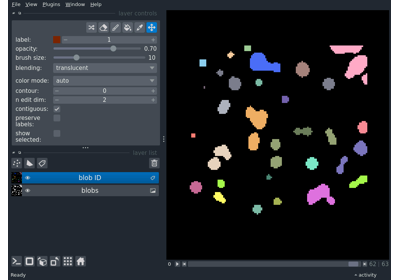 File View Plugins Window Help
layer controls
label: 1
opacity: 0.70
brush size: 10
blending: translucent
color mode: auto
contour: 0
n edit dim: 2
contiguous:
preserve
labels:
show
selected:
layer list
blob ID
blobs
62 63
activity